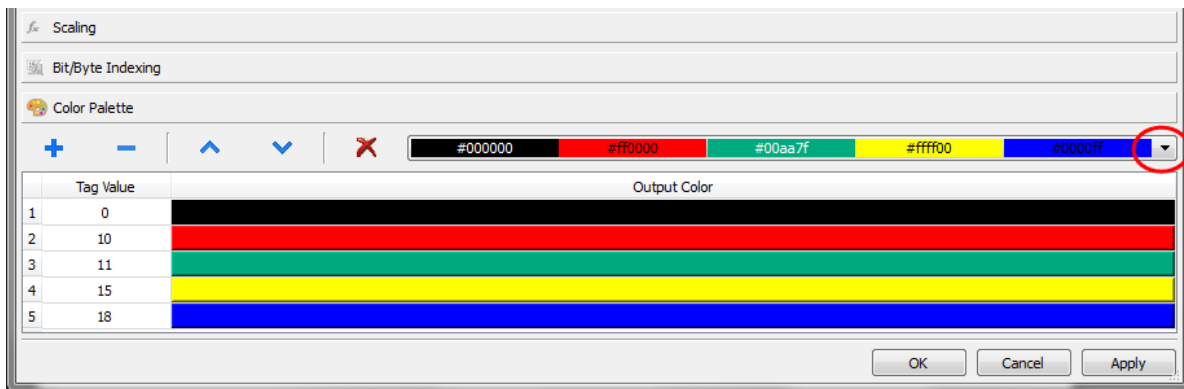 Scaling
Bit/Byte Indexing
Color Palette
#000000 #ff0000 #00aa7f #ffff00 #0000ff
Tag Value Output Color
1 0
2 10
3 11
4 15
5 18
OK Cancel Apply